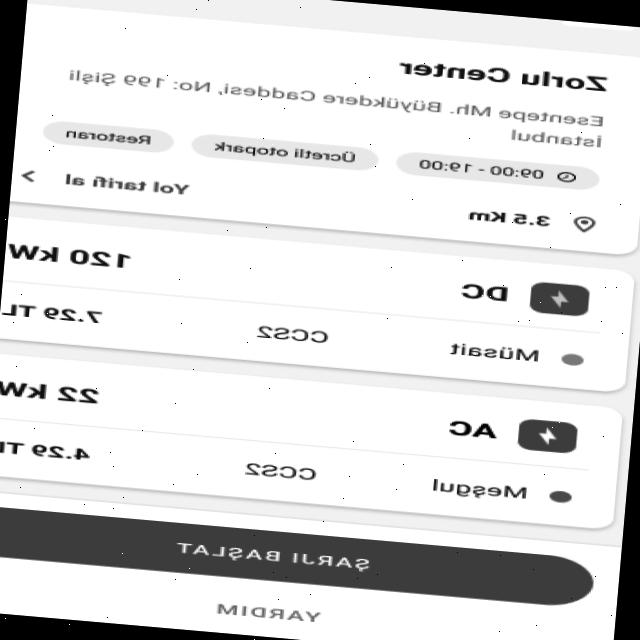 Zorlu Center
Esentepe Mh. Büyükdere Caddesi, No: 199 Şişli
İstanbul
09:00 - 19:00 Ücretli otopark Restoran
3.5 Km Yol tarifi al >
DC 120 kW
Müsait CCS2 7.29 TL
AC 22 kW
Meşgul CCS2 4.29 TL
ŞARJI BAŞLAT
YARDIM